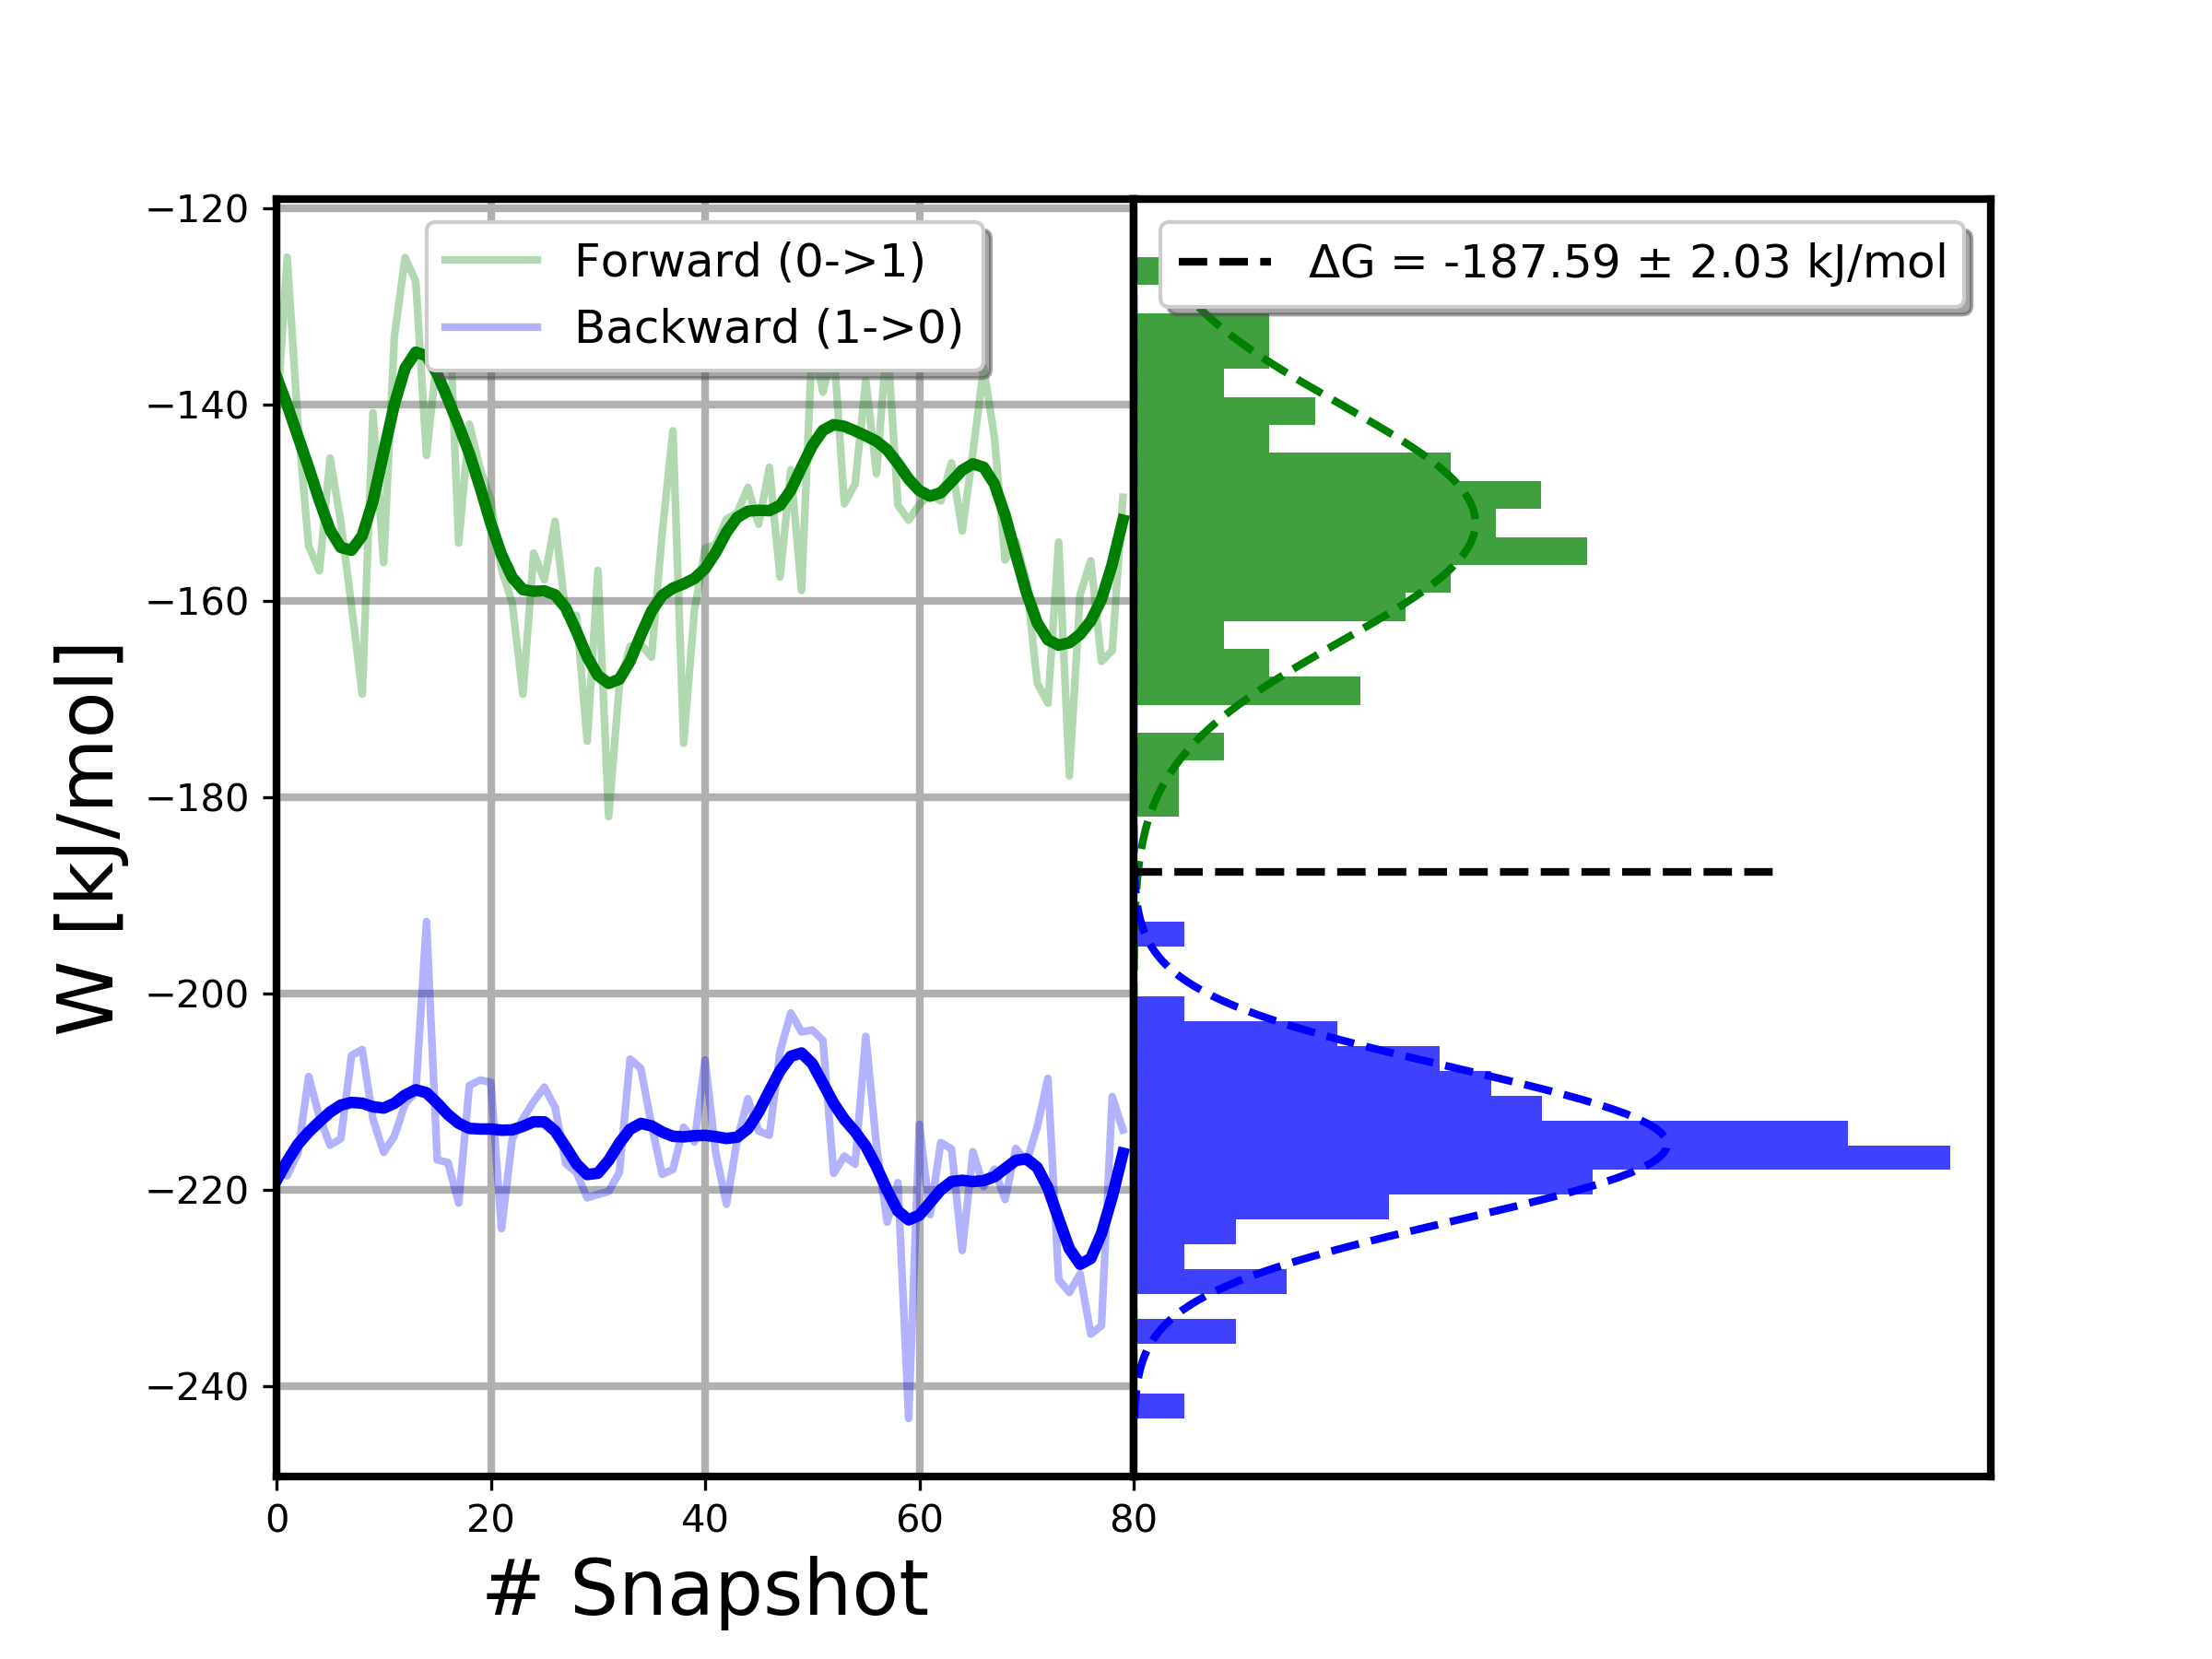 Forward (0->1)
Backward (1->0)
ΔG = -187.59 ± 2.03 kJ/mol
W [kJ/mol]
−120
−140
−160
−180
−200
−220
−240
0 20 40 60 80
# Snapshot